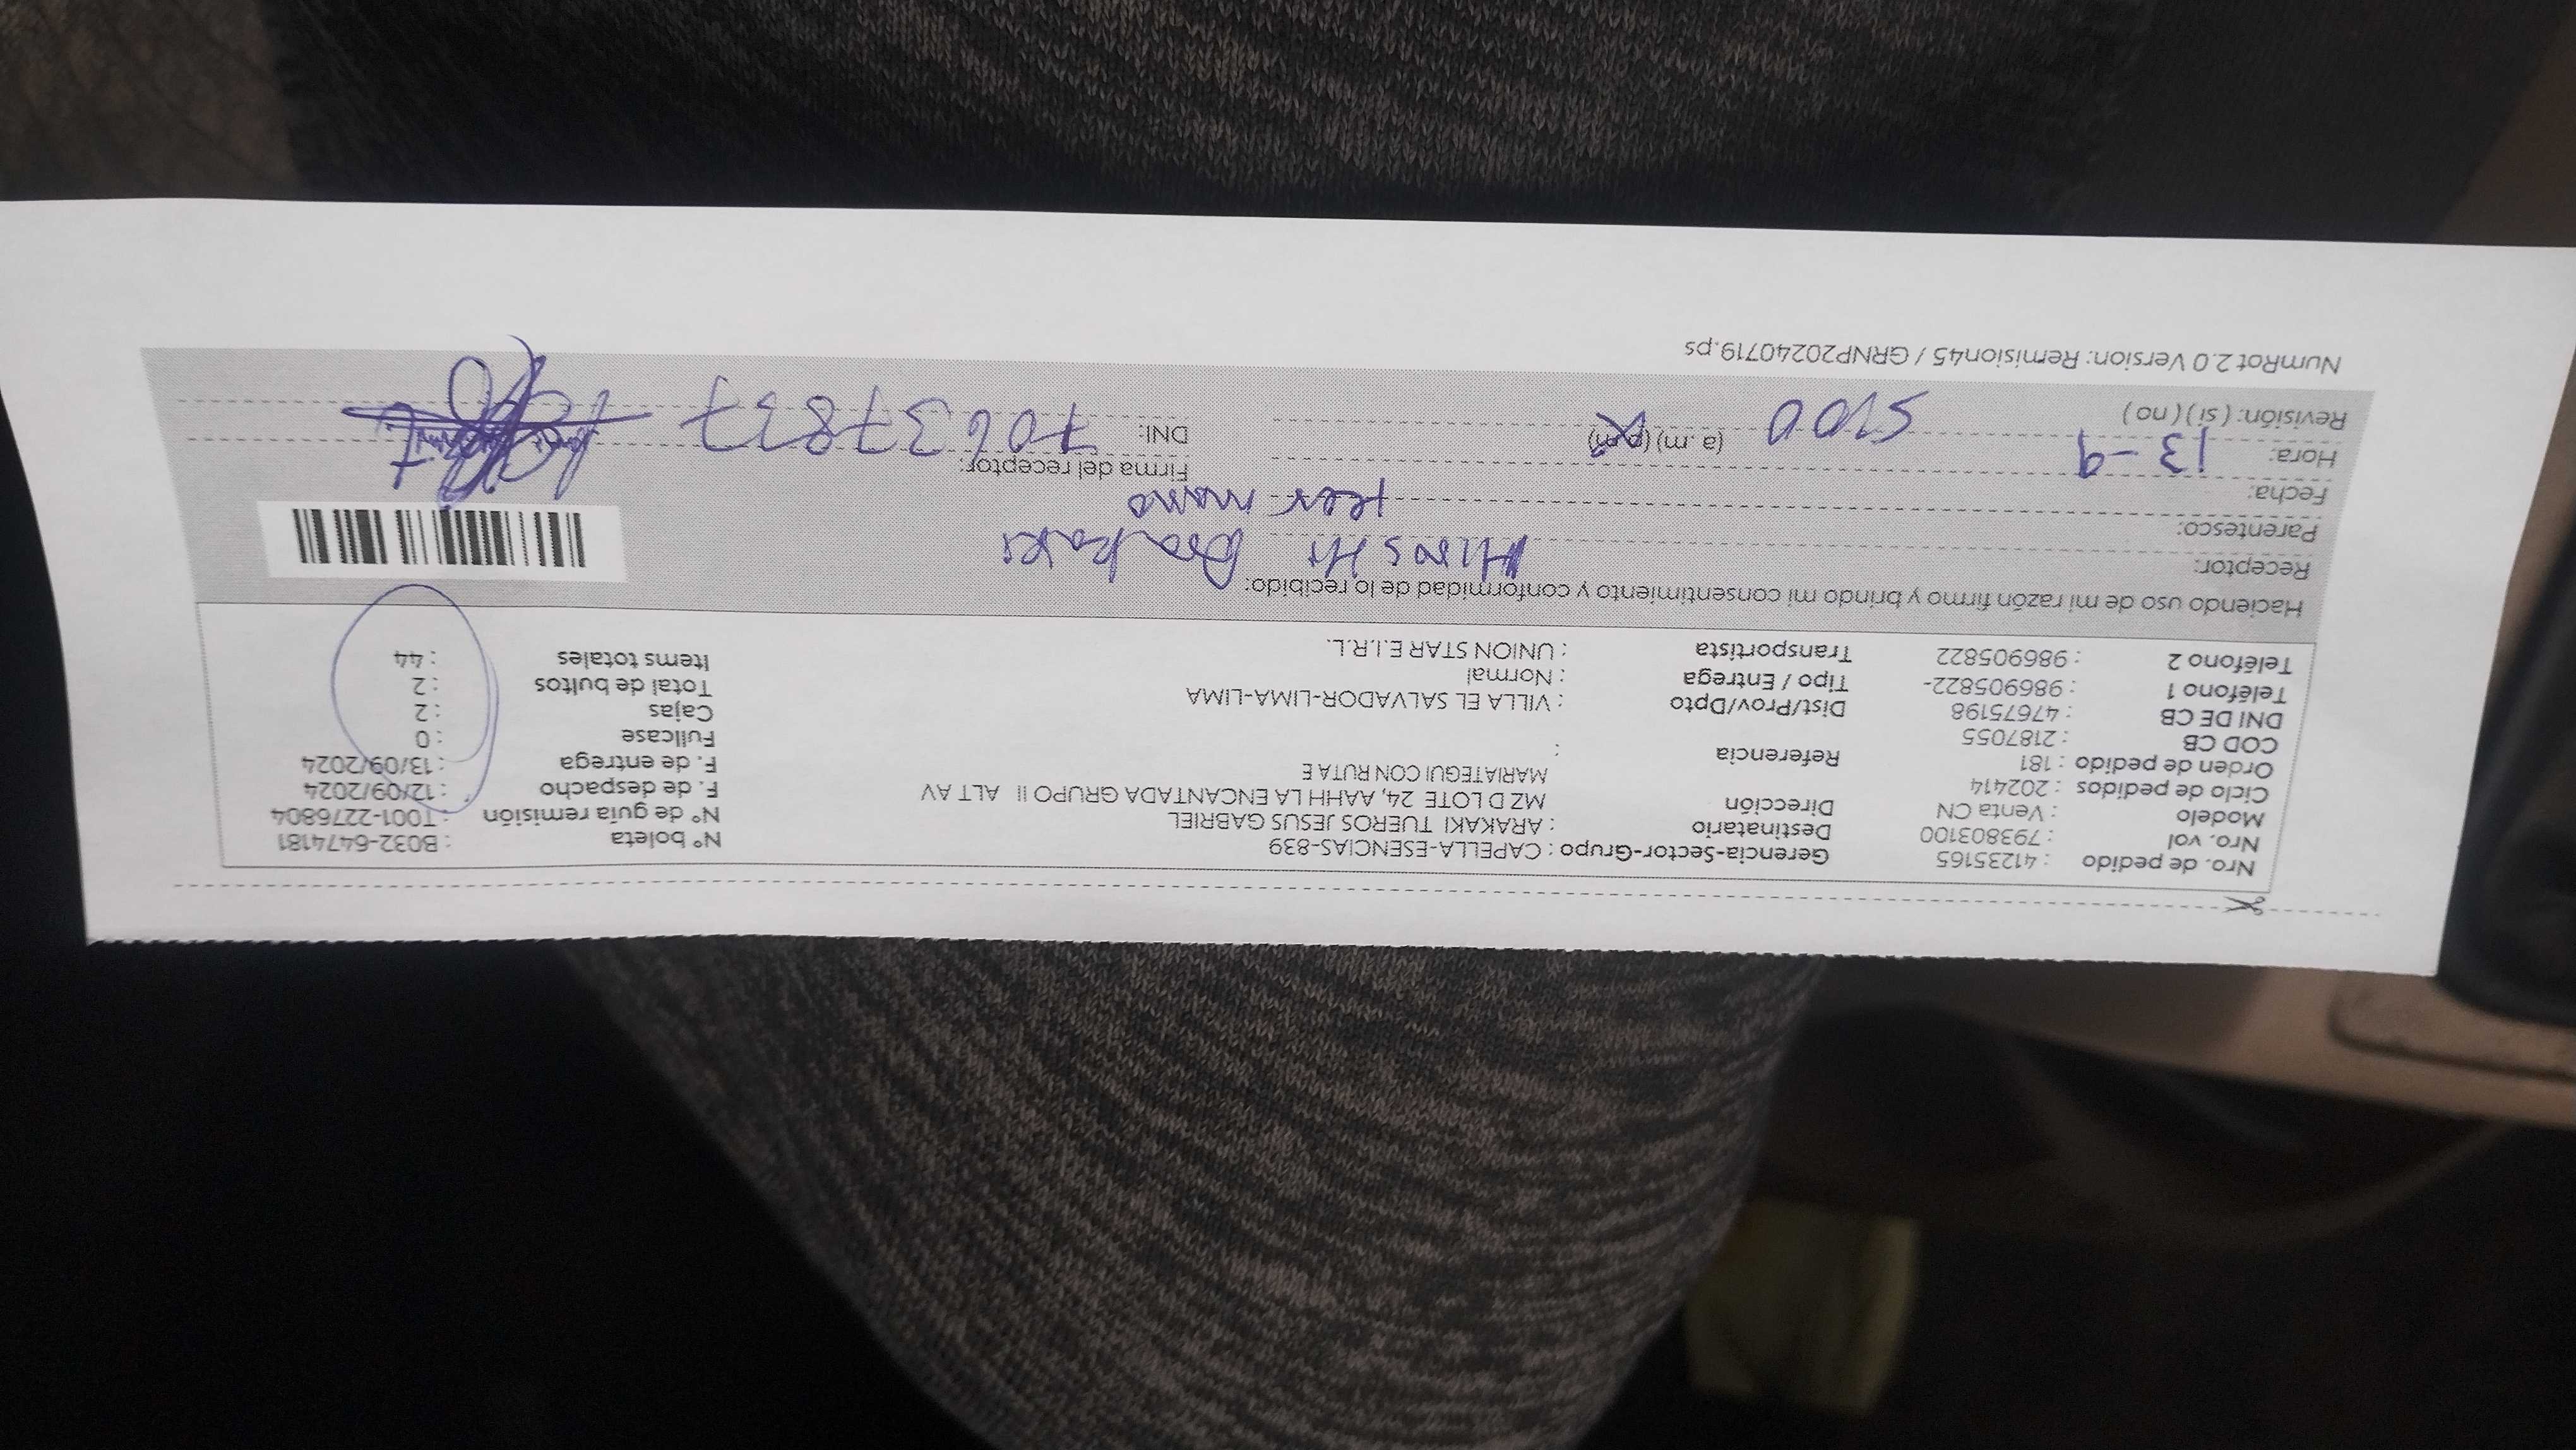 Nro. de pedido : 41235165 Gerencia-Sector-Grupo : CAPELLA-ESENCIAS-839 N° boleta : B032-6474181
Nro. vol : 793803100 Destinatario : ARAKAKI TUEROS JESUS GABRIEL N° de guía remisión : T001-2276804
Modelo : Venta CN Dirección MZ D LOTE 24, AAHH LA ENCANTADA GRUPO II ALT AV F. de despacho : 12/09/2024
Ciclo de pedidos : 202414 MARIATEGUI CON RUTA E F. de entrega : 13/09/2024
Orden de pedido : 181 Referencia : Fullcase : 0
COD CB : 2187055 Cajas : 2
DNI DE CB : 47675198 Dist/Prov/Dpto : VILLA EL SALVADOR-LIMA-LIMA Total de bultos : 2
Teléfono 1 : 986905822- Tipo / Entrega : Normal Items totales : 44
Teléfono 2 : 986905822 Transportista : UNION STAR E.I.R.L.
Haciendo uso de mi razón firmo y brindo mi consentimiento y conformidad de lo recibido:
Receptor:
Parentesco:
Fecha: 13-9 Firma del receptor:
Hora: 5:00 (a.m) (p.m) DNI: 70637837
Revisión: (si) (no)
NumRot 2.0 Version: Remision45 / GRNP20240719.ps